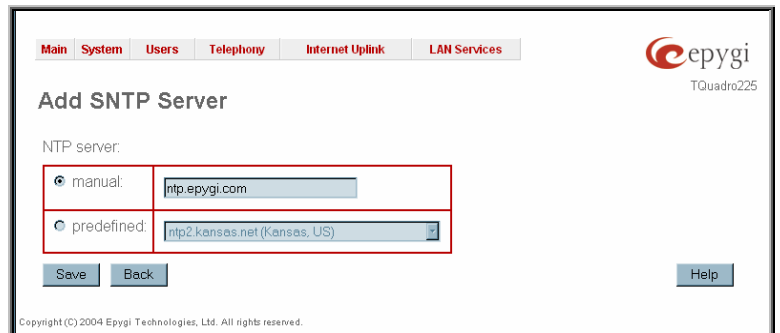 Main System Users Telephony Internet Uplink LAN Services
epygi
TQuadro225
Add SNTP Server
NTP server:
manual: ntp.epygi.com
predefined: ntp2.kansas.net (Kansas, US)
Save Back Help
Copyright (C) 2004 Epygi Technologies, Ltd. All rights reserved.